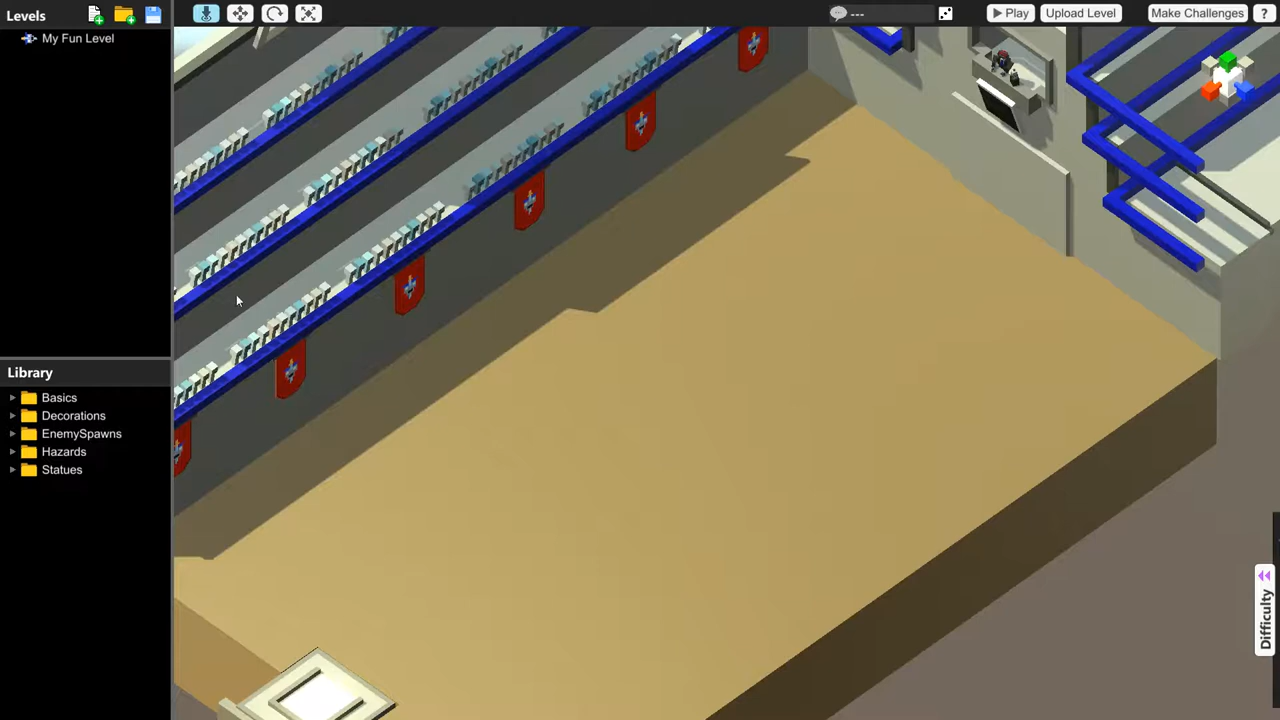 Levels
---
Play
Upload Level
Make Challenges
?
My Fun Level
Library
Basics
Decorations
EnemySpawns
Hazards
Statues
Difficulty